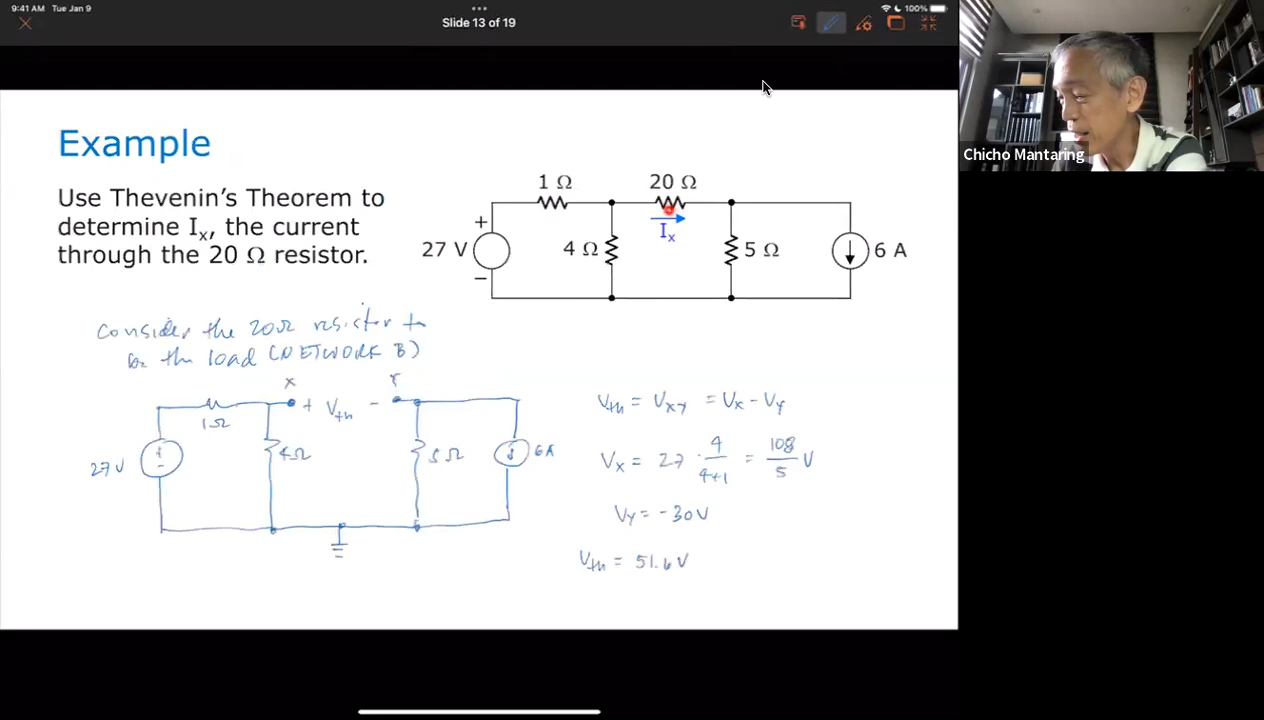 9:41 AM Tue Jan 9
100%
Slide 13 of 19
Chicho Mantaring
Example
Use Thevenin's Theorem to
determine Ix, the current
through the 20 Ω resistor.
1 Ω
20 Ω
+
Ix
27 V
4 Ω
5 Ω
6 A
−
Consider the 20Ω resistor to
be the load (NETWORK B)
X
Y
+ Vth −
1Ω
27 V
+
−
4Ω
5Ω
6A
Vth = VXY = VX - VY
VX = 27 · 4/(4+1) = 108/5 V
VY = -30V
Vth = 51.6V